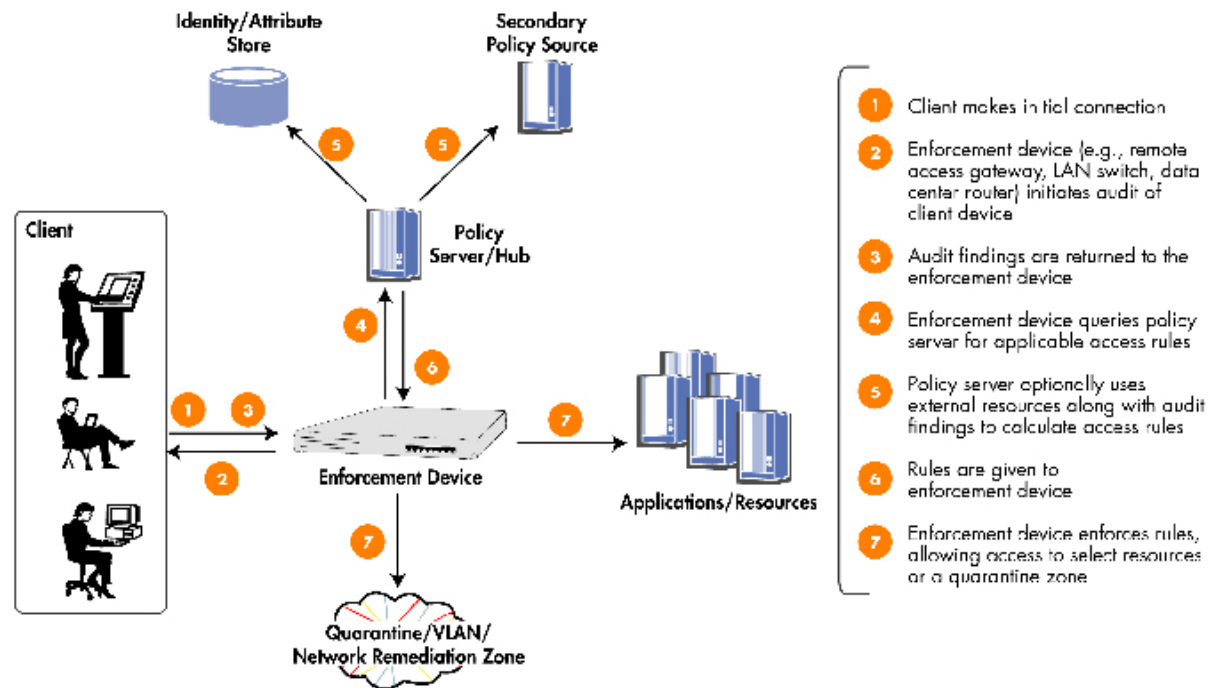 Identity/Attribute
Store
Secondary
Policy Source
5
5
Policy
Server/Hub
Client
4
6
1
3
2
7
Enforcement Device
Applications/Resources
7
Quarantine/VLAN/
Network Remediation Zone
1 Client makes initial connection
2 Enforcement device (e.g., remote
access gateway, LAN switch, data
center router) initiates audit of
client device
3 Audit findings are returned to the
enforcement device
4 Enforcement device queries policy
server for applicable access rules
5 Policy server optionally uses
external resources along with audit
findings to calculate access rules
6 Rules are given to
enforcement device
7 Enforcement device enforces rules,
allowing access to select resources
or a quarantine zone